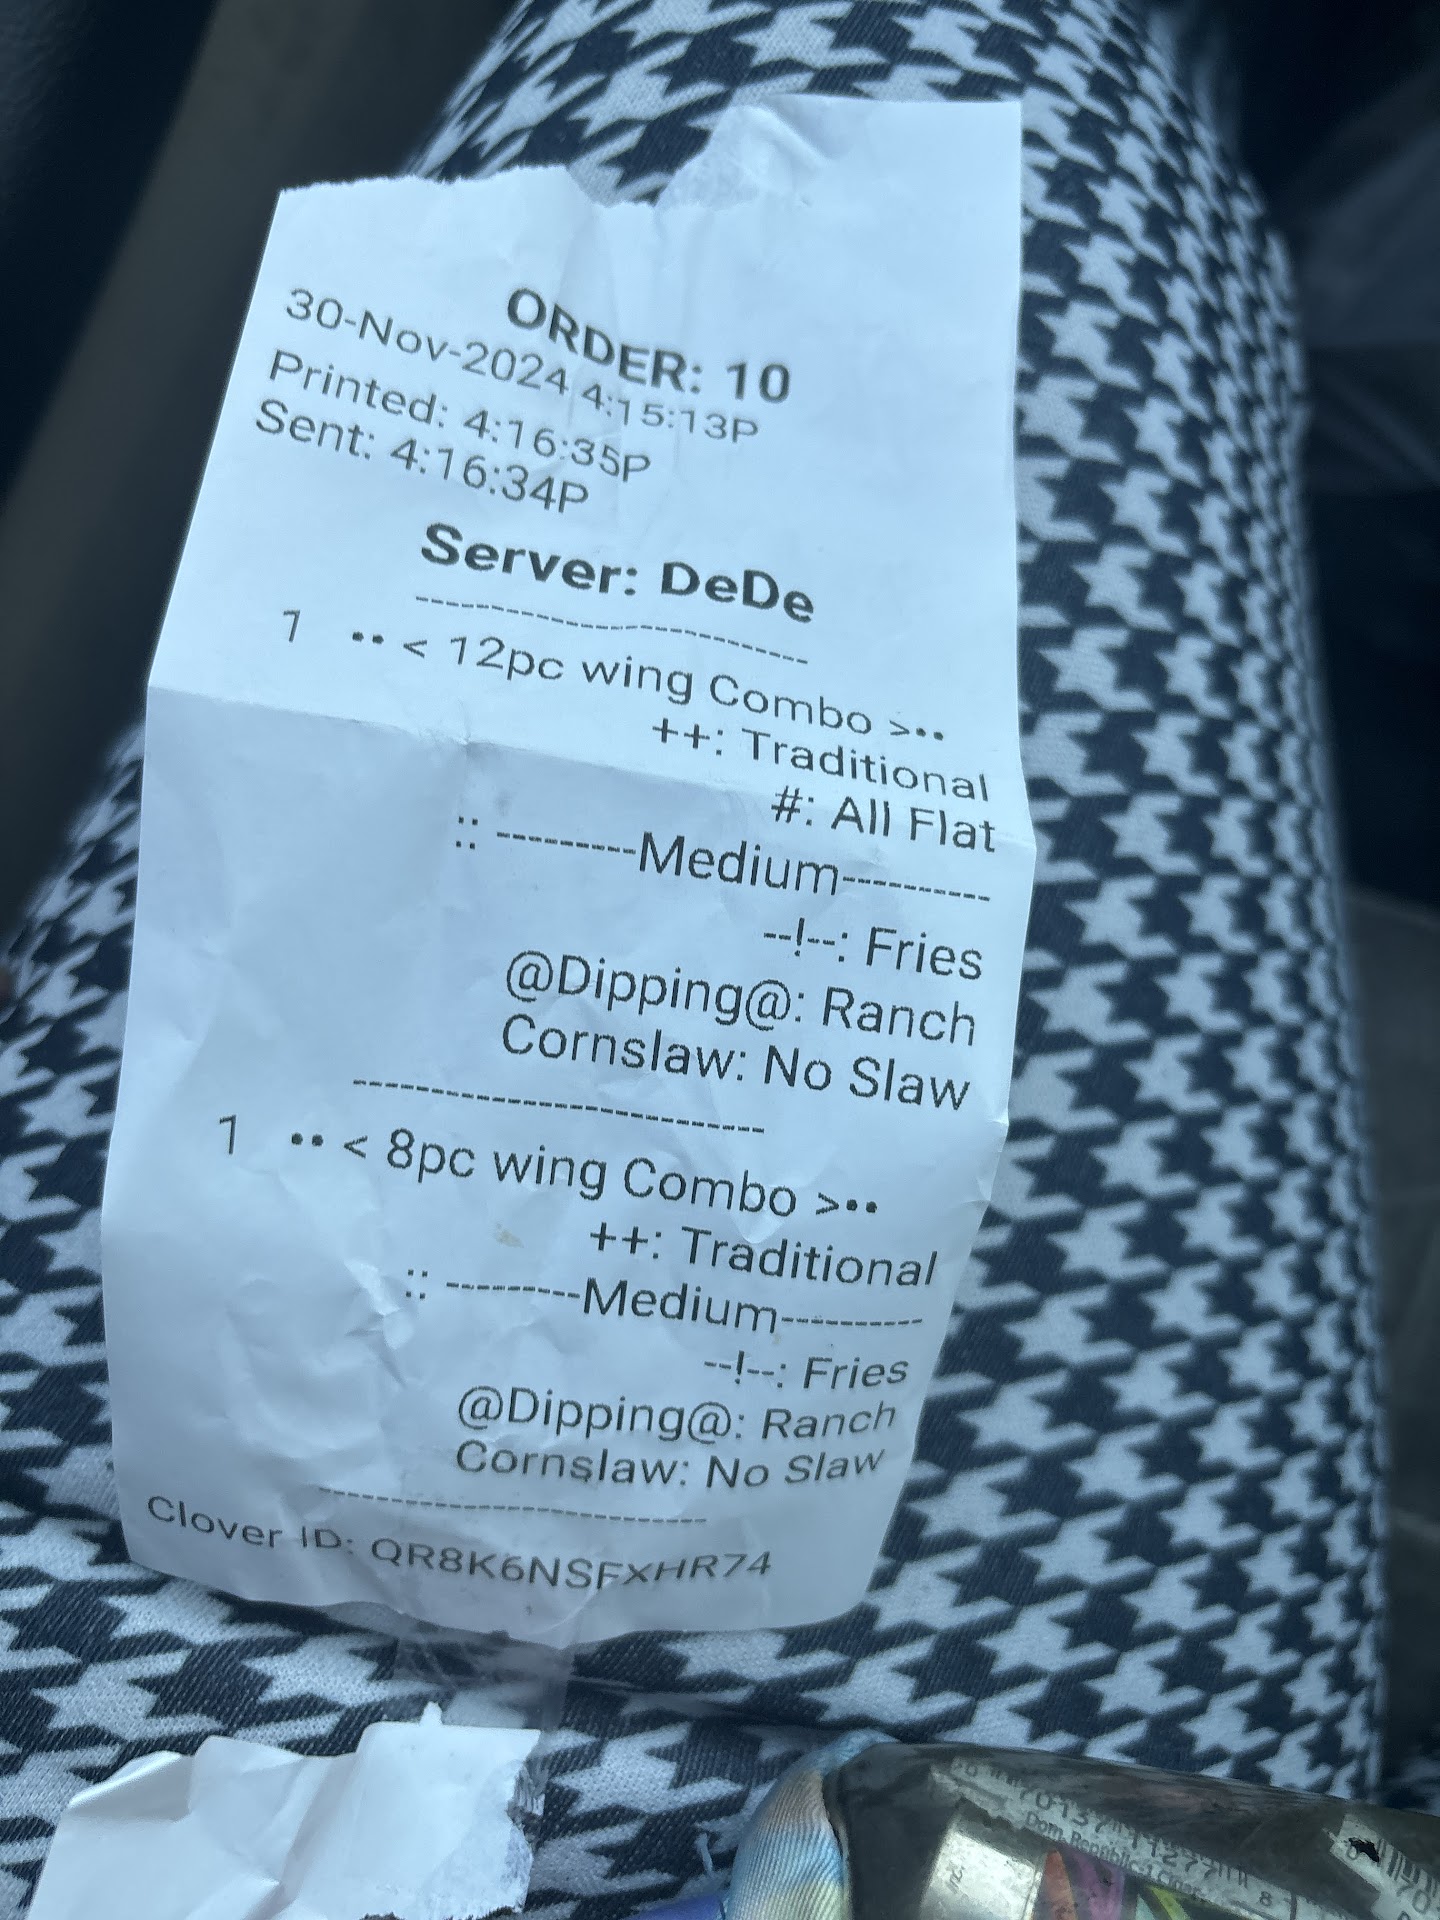 ORDER: 10
30-Nov-2024 4:15:13P
Printed: 4:16:35P
Sent: 4:16:34P
Server: DeDe
--------------------------
1 •• < 12pc wing Combo >••
++: Traditional
#: All Flat
:: ---------Medium----------
--!--: Fries
@Dipping@: Ranch
Cornslaw: No Slaw
--------------------------
1 •• < 8pc wing Combo >••
++: Traditional
:: ---------Medium----------
--!--: Fries
@Dipping@: Ranch
Cornslaw: No Slaw
--------------------------
Clover ID: QR8K6NSFXHR74
Dom. Republic